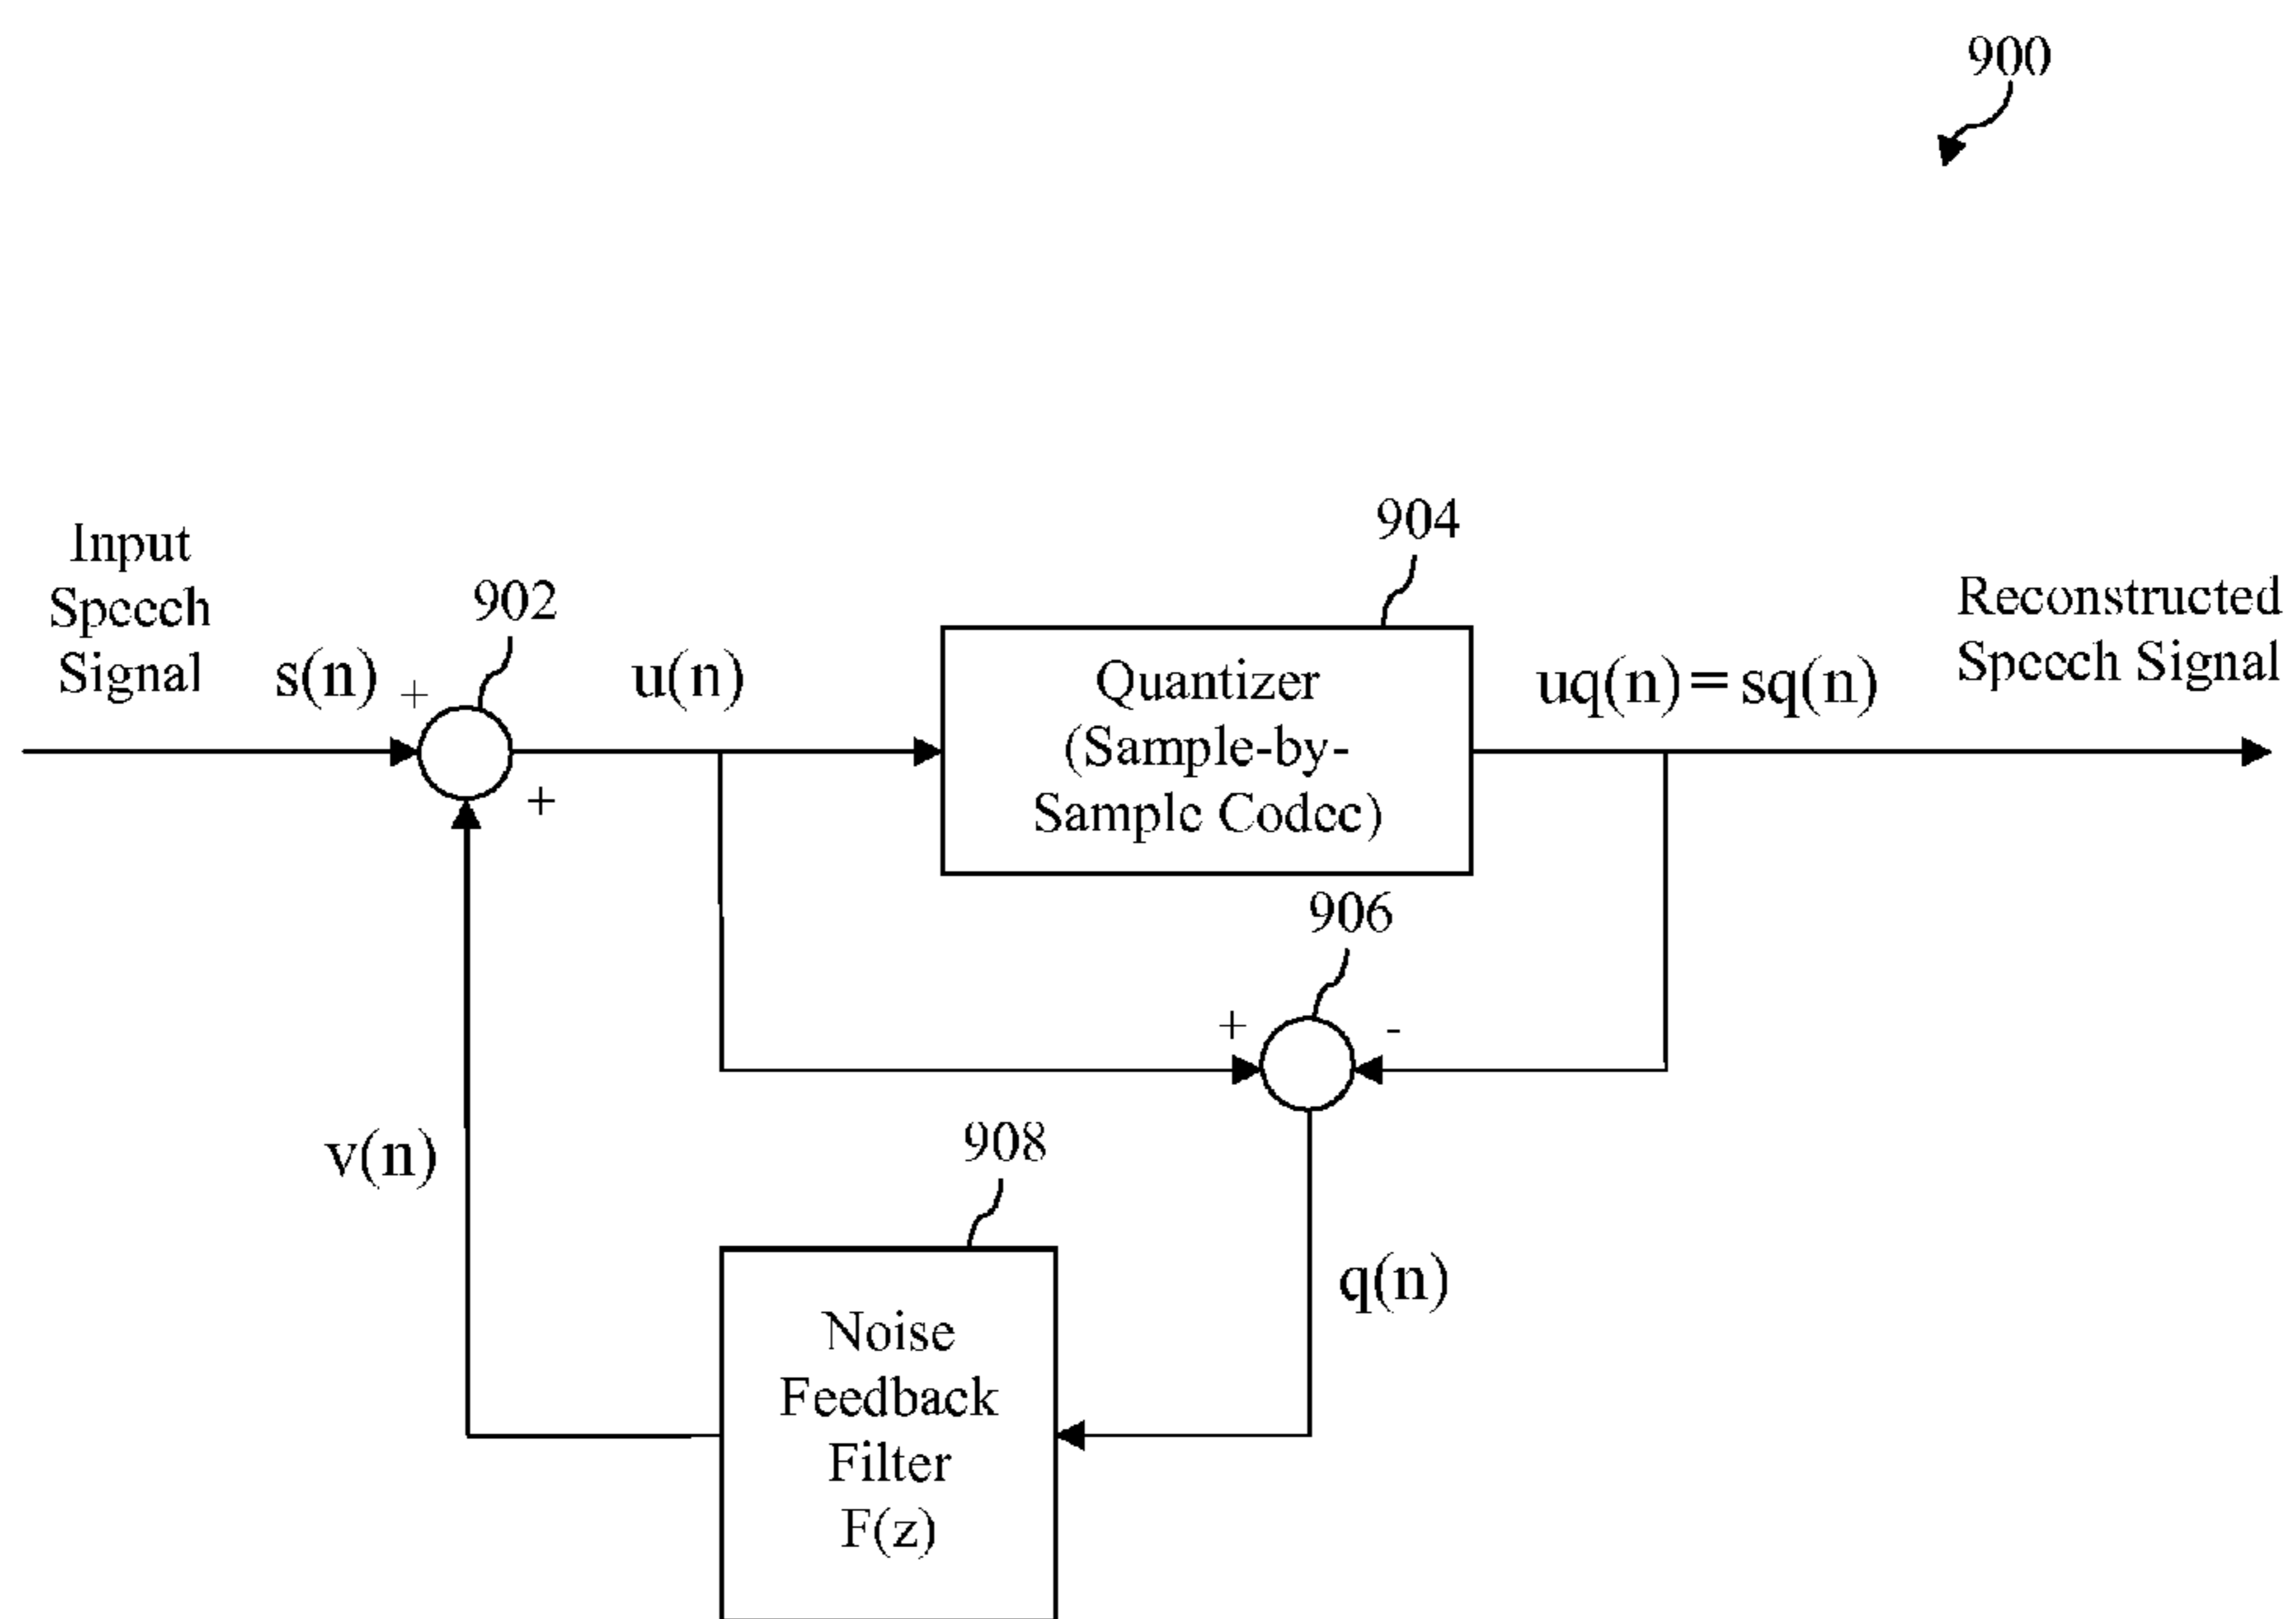 900
904
Input
Speech
Signal
902
Reconstructed
Speech Signal
s(n)
+
u(n)
Quantizer
(Sample-by-
Sample Codec)
uq(n) = sq(n)
+
906
+
-
v(n)
908
q(n)
Noise
Feedback
Filter
F(z)